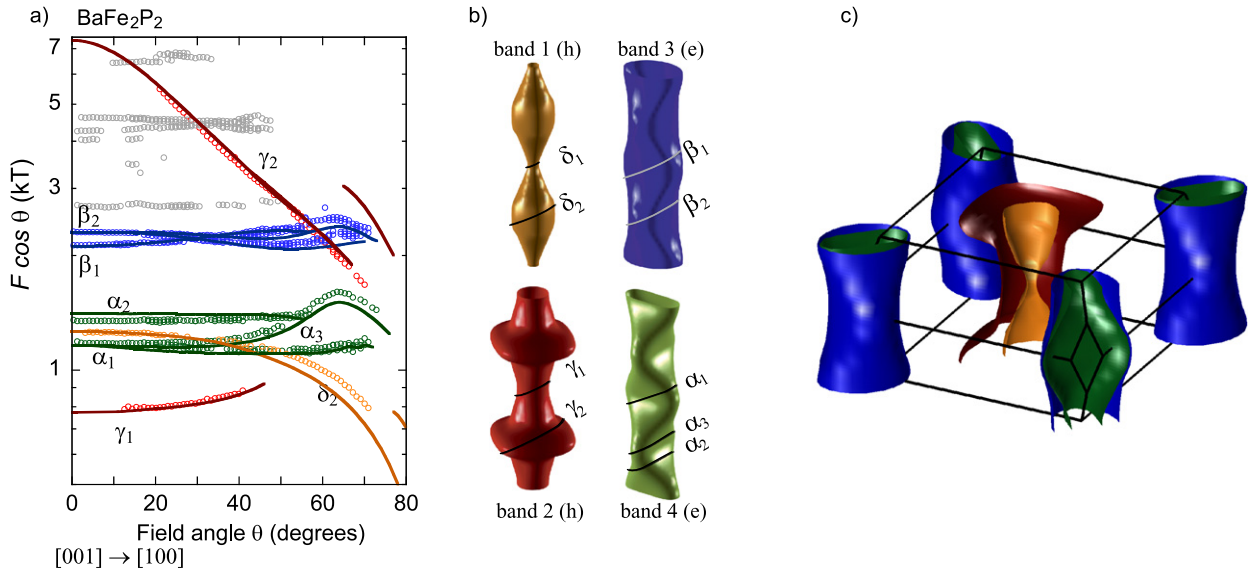 a)
BaFe₂P₂
7
5
3
2
1
F cos θ (kT)
γ₂
β₂
β₁
α₂
α₃
α₁
δ₂
γ₁
0
20
40
60
80
Field angle θ (degrees)
[001] → [100]
b)
band 1 (h)
band 3 (e)
δ₁
δ₂
β₁
β₂
γ₁
γ₂
α₁
α₃
α₂
band 2 (h)
band 4 (e)
c)